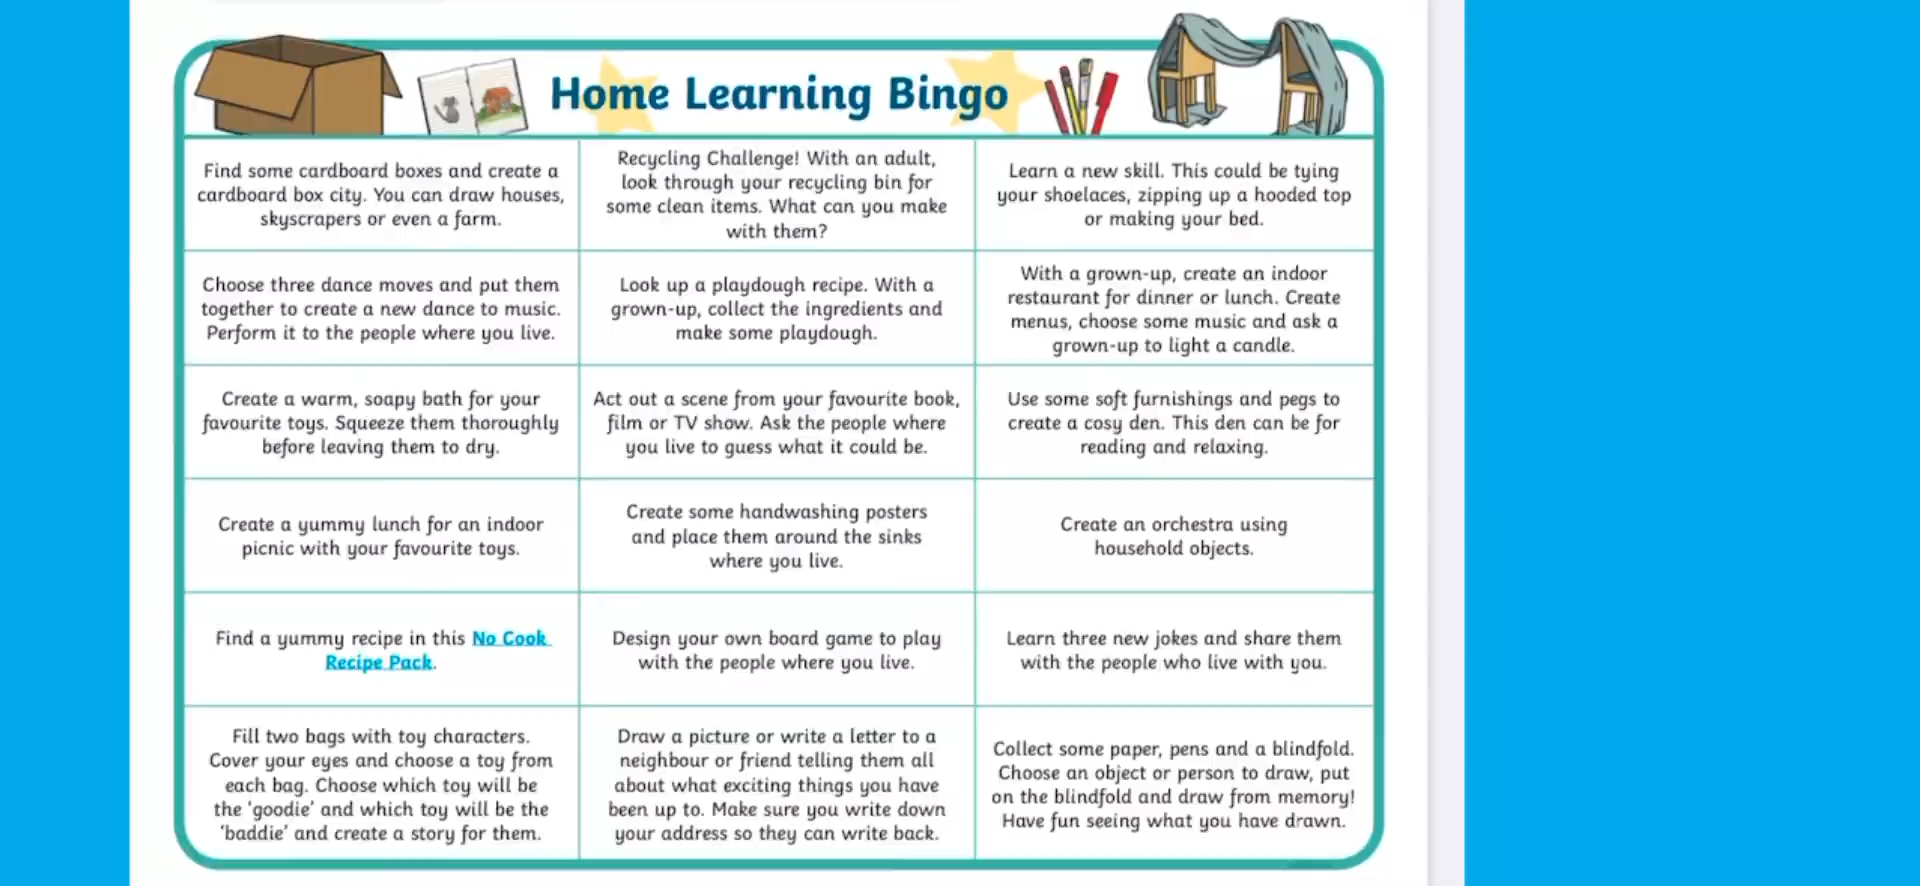 Home Learning Bingo
Find some cardboard boxes and create a
cardboard box city. You can draw houses,
skyscrapers or even a farm.
Recycling Challenge! With an adult,
look through your recycling bin for
some clean items. What can you make
with them?
Learn a new skill. This could be tying
your shoelaces, zipping up a hooded top
or making your bed.
Choose three dance moves and put them
together to create a new dance to music.
Perform it to the people where you live.
Look up a playdough recipe. With a
grown-up, collect the ingredients and
make some playdough.
With a grown-up, create an indoor
restaurant for dinner or lunch. Create
menus, choose some music and ask a
grown-up to light a candle.
Create a warm, soapy bath for your
favourite toys. Squeeze them thoroughly
before leaving them to dry.
Act out a scene from your favourite book,
film or TV show. Ask the people where
you live to guess what it could be.
Use some soft furnishings and pegs to
create a cosy den. This den can be for
reading and relaxing.
Create a yummy lunch for an indoor
picnic with your favourite toys.
Create some handwashing posters
and place them around the sinks
where you live.
Create an orchestra using
household objects.
Find a yummy recipe in this No Cook
Recipe Pack.
Design your own board game to play
with the people where you live.
Learn three new jokes and share them
with the people who live with you.
Fill two bags with toy characters.
Cover your eyes and choose a toy from
each bag. Choose which toy will be
the 'goodie' and which toy will be the
'baddie' and create a story for them.
Draw a picture or write a letter to a
neighbour or friend telling them all
about what exciting things you have
been up to. Make sure you write down
your address so they can write back.
Collect some paper, pens and a blindfold.
Choose an object or person to draw, put
on the blindfold and draw from memory!
Have fun seeing what you have drawn.